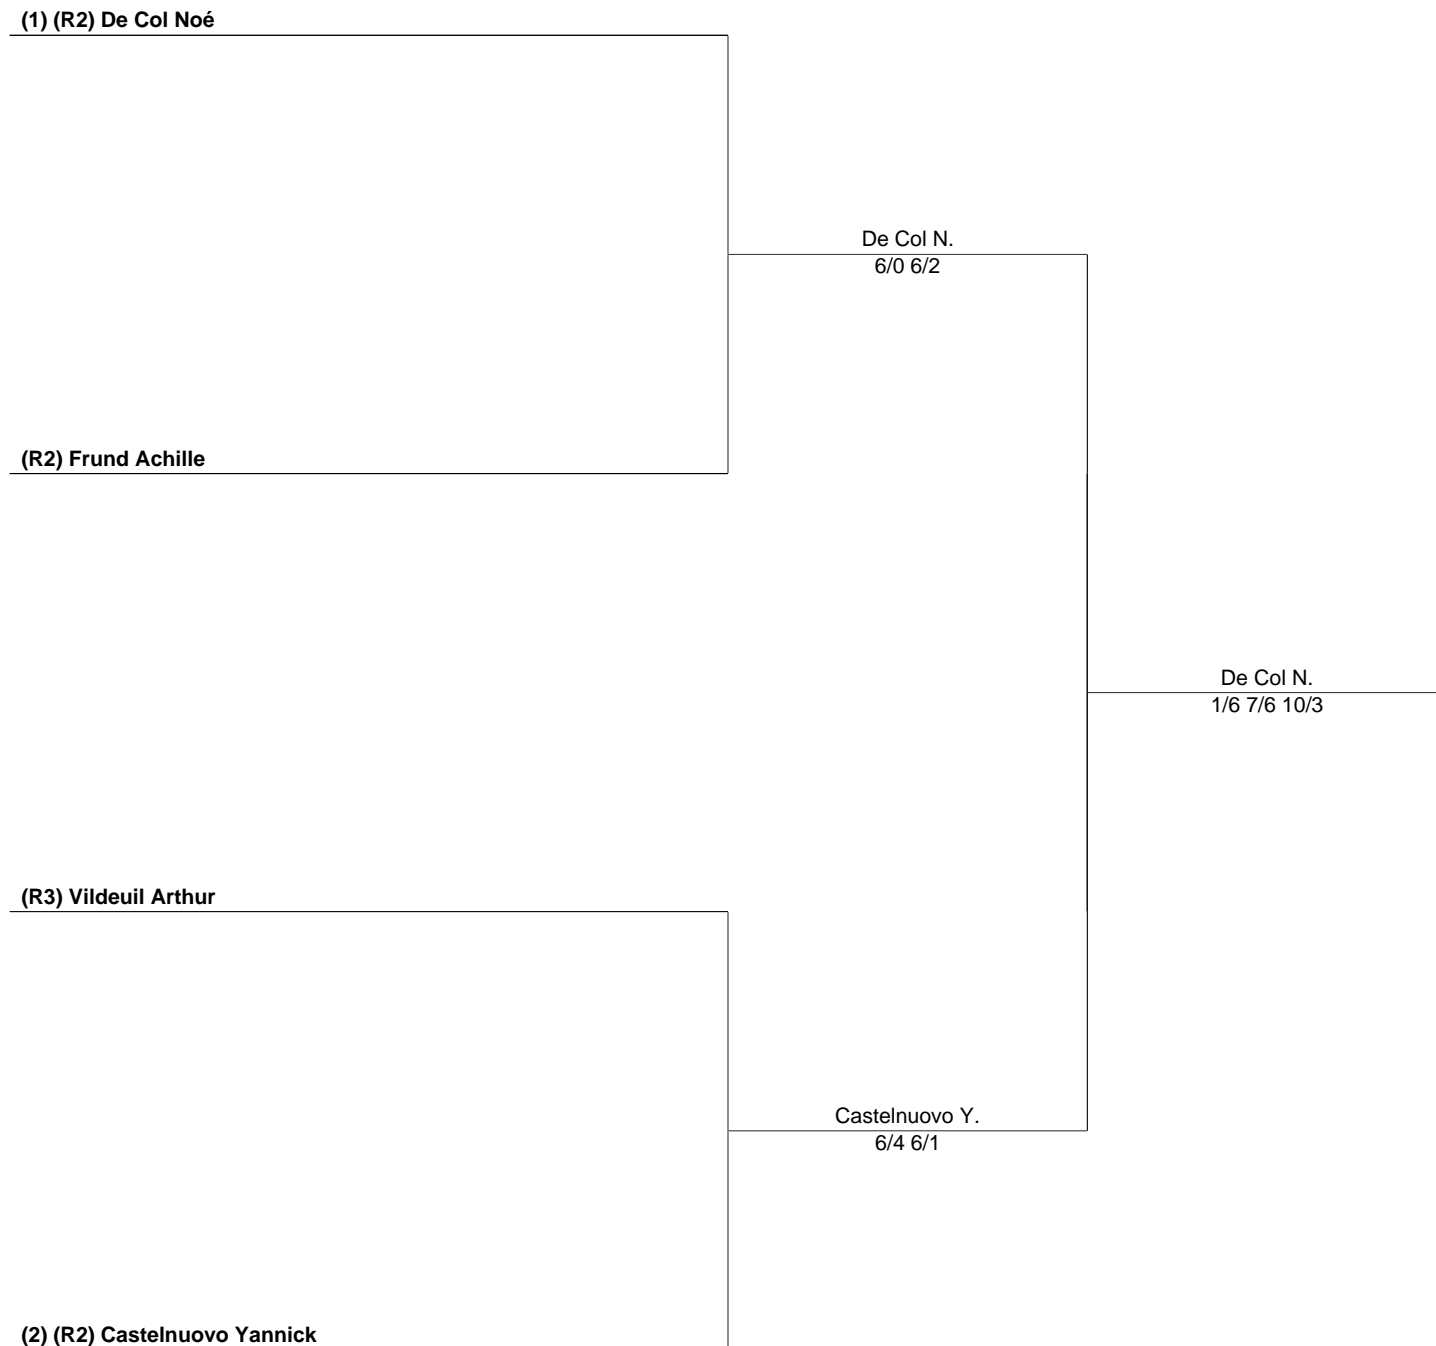 (1) (R2) De Col Noé
De Col N.
6/0 6/2
(R2) Frund Achille
De Col N.
1/6 7/6 10/3
(R3) Vildeuil Arthur
Castelnuovo Y.
6/4 6/1
(2) (R2) Castelnuovo Yannick